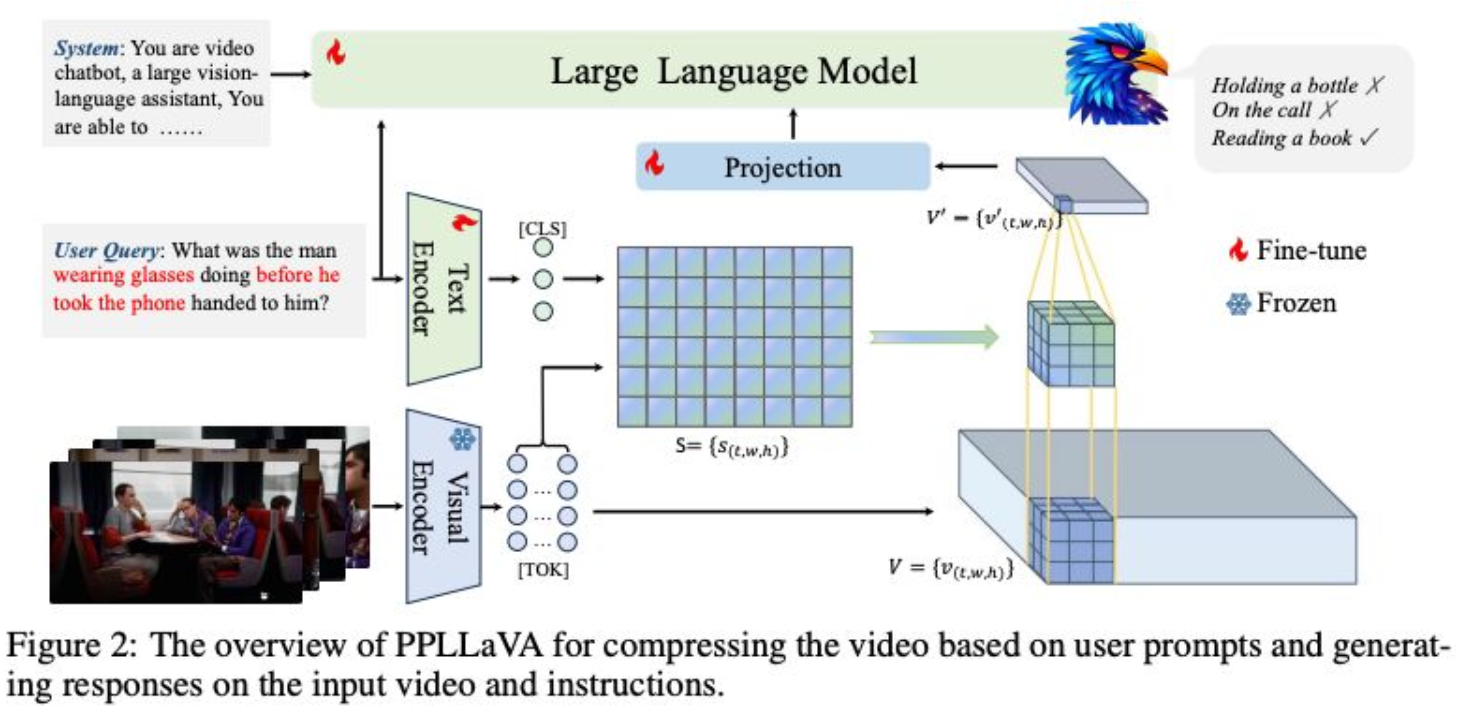 System: You are video
chatbot, a large vision-
language assistant, You
are able to ……
Large Language Model
Holding a bottle ✗
On the call ✗
Reading a book ✓
Projection
V′ = {v′(t,w,h)}
User Query: What was the man
wearing glasses doing before he
took the phone handed to him?
Text
Encoder
[CLS]
Fine-tune
Frozen
S= {s(t,w,h)}
Visual
Encoder
...
...
...
[TOK]
V = {v(t,w,h)}
Figure 2: The overview of PPLLaVA for compressing the video based on user prompts and generat-
ing responses on the input video and instructions.